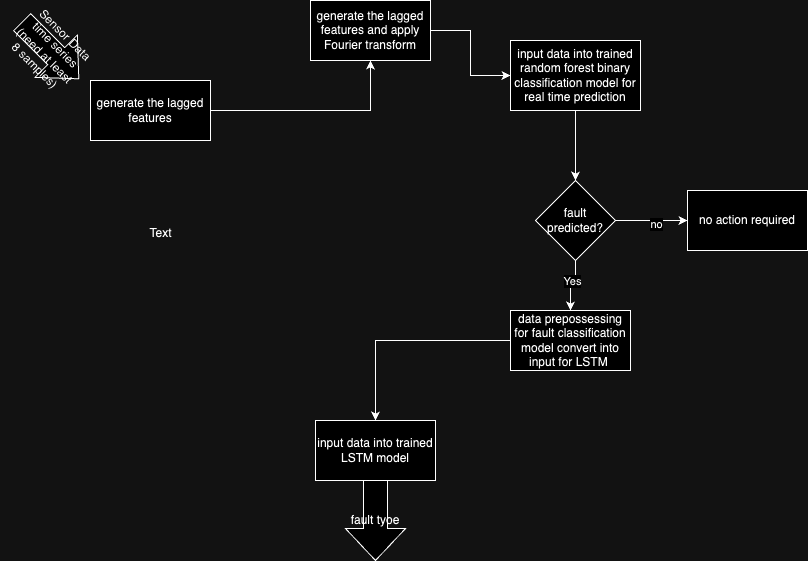 Sensor Data
time series
(need at least
8 samples)
generate the lagged
features
generate the lagged
features and apply
Fourier transform
input data into trained
random forest binary
classification model for
real time prediction
fault
predicted?
no
no action required
Text
Yes
data prepossessing
for fault classification
model convert into
input for LSTM
input data into trained
LSTM model
fault type